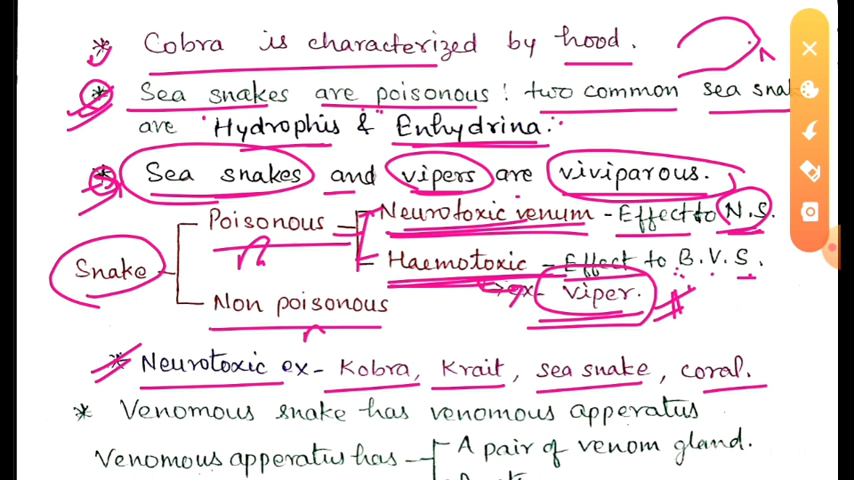 * Cobra is characterized by hood.
* Sea snakes are poisonous: two common sea sna
are "Hydrophis & Enhydrina."
* Sea snakes and vipers are viviparous.
Snake
Poisonous
Neurotoxic venum - Effect to N.S.
Haemotoxic - Effect to B.V.S.
ex- viper.
Non poisonous
* Neurotoxic ex- Kobra, Krait, sea snake, coral.
* Venomous snake has venomous apperatus
Venomous apperatus has
A pair of venom gland.